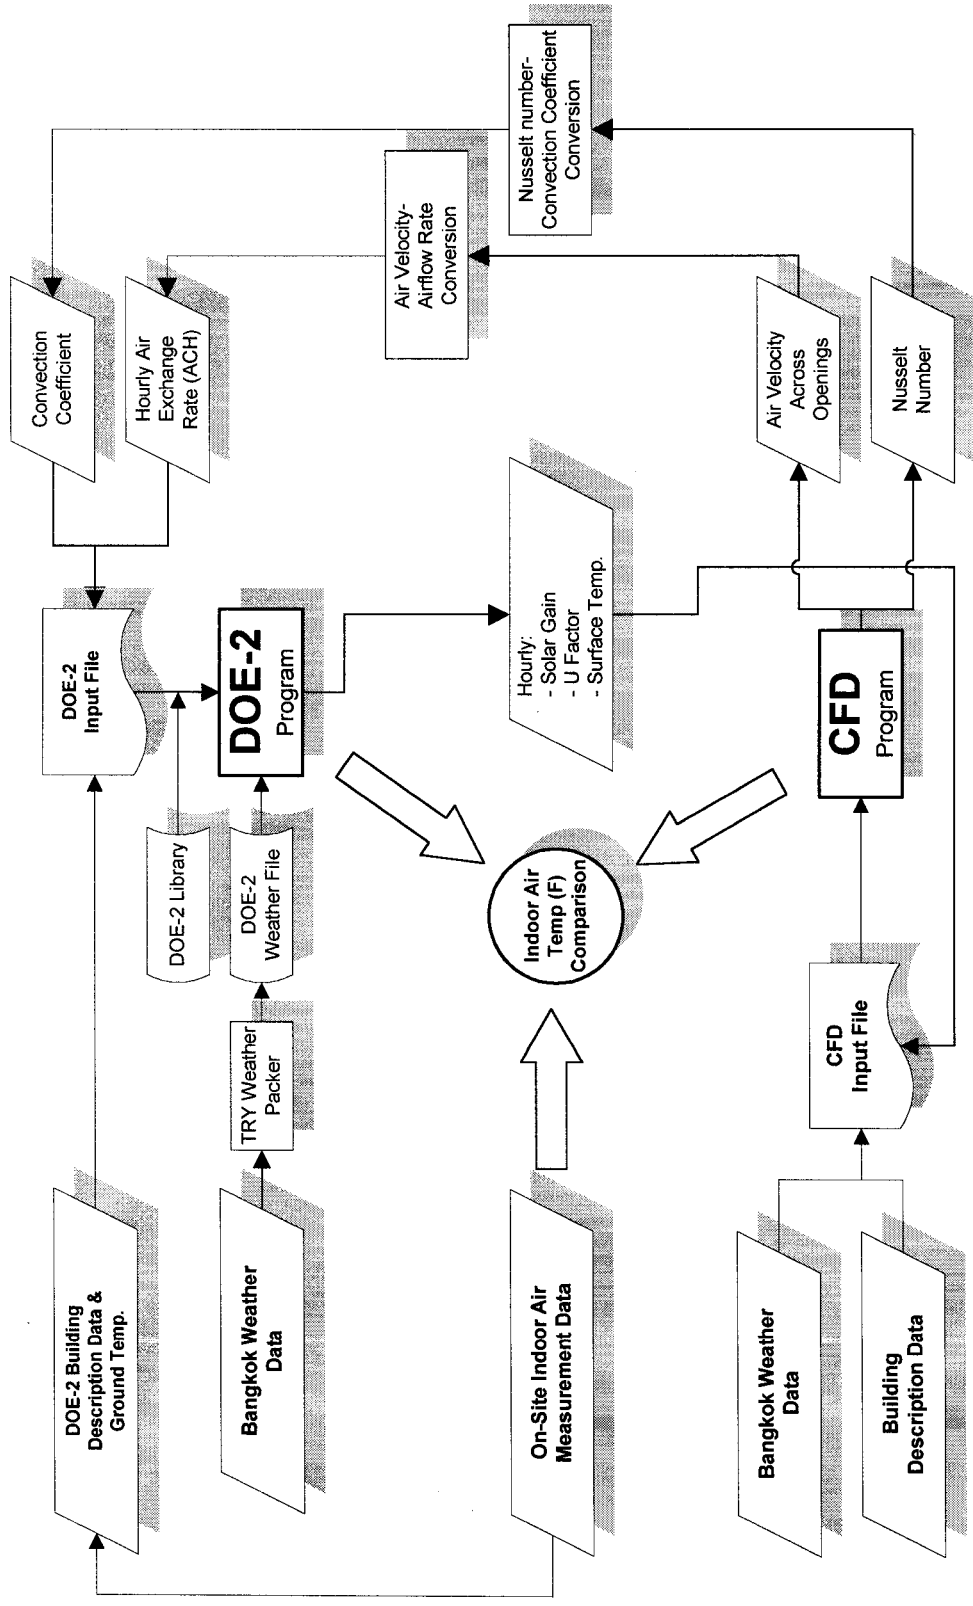 DOE-2 Building
Description Data &
Ground Temp.
DOE-2
Input File
Convection
Coefficient
Hourly Air
Exchange
Rate (ACH)
DOE-2 Library
Bangkok Weather
Data
TRY Weather
Packer
DOE-2
Weather File
DOE-2
Program
Air Velocity-
Airflow Rate
Conversion
Nusselt number-
Convection Coefficient
Conversion
On-Site Indoor Air
Measurement Data
Indoor Air
Temp (F)
Comparison
Hourly:
- Solar Gain
- U Factor
- Surface Temp.
Bangkok Weather
Data
Building
Description Data
CFD
Input File
CFD
Program
Air Velocity
Across
Openings
Nusselt
Number